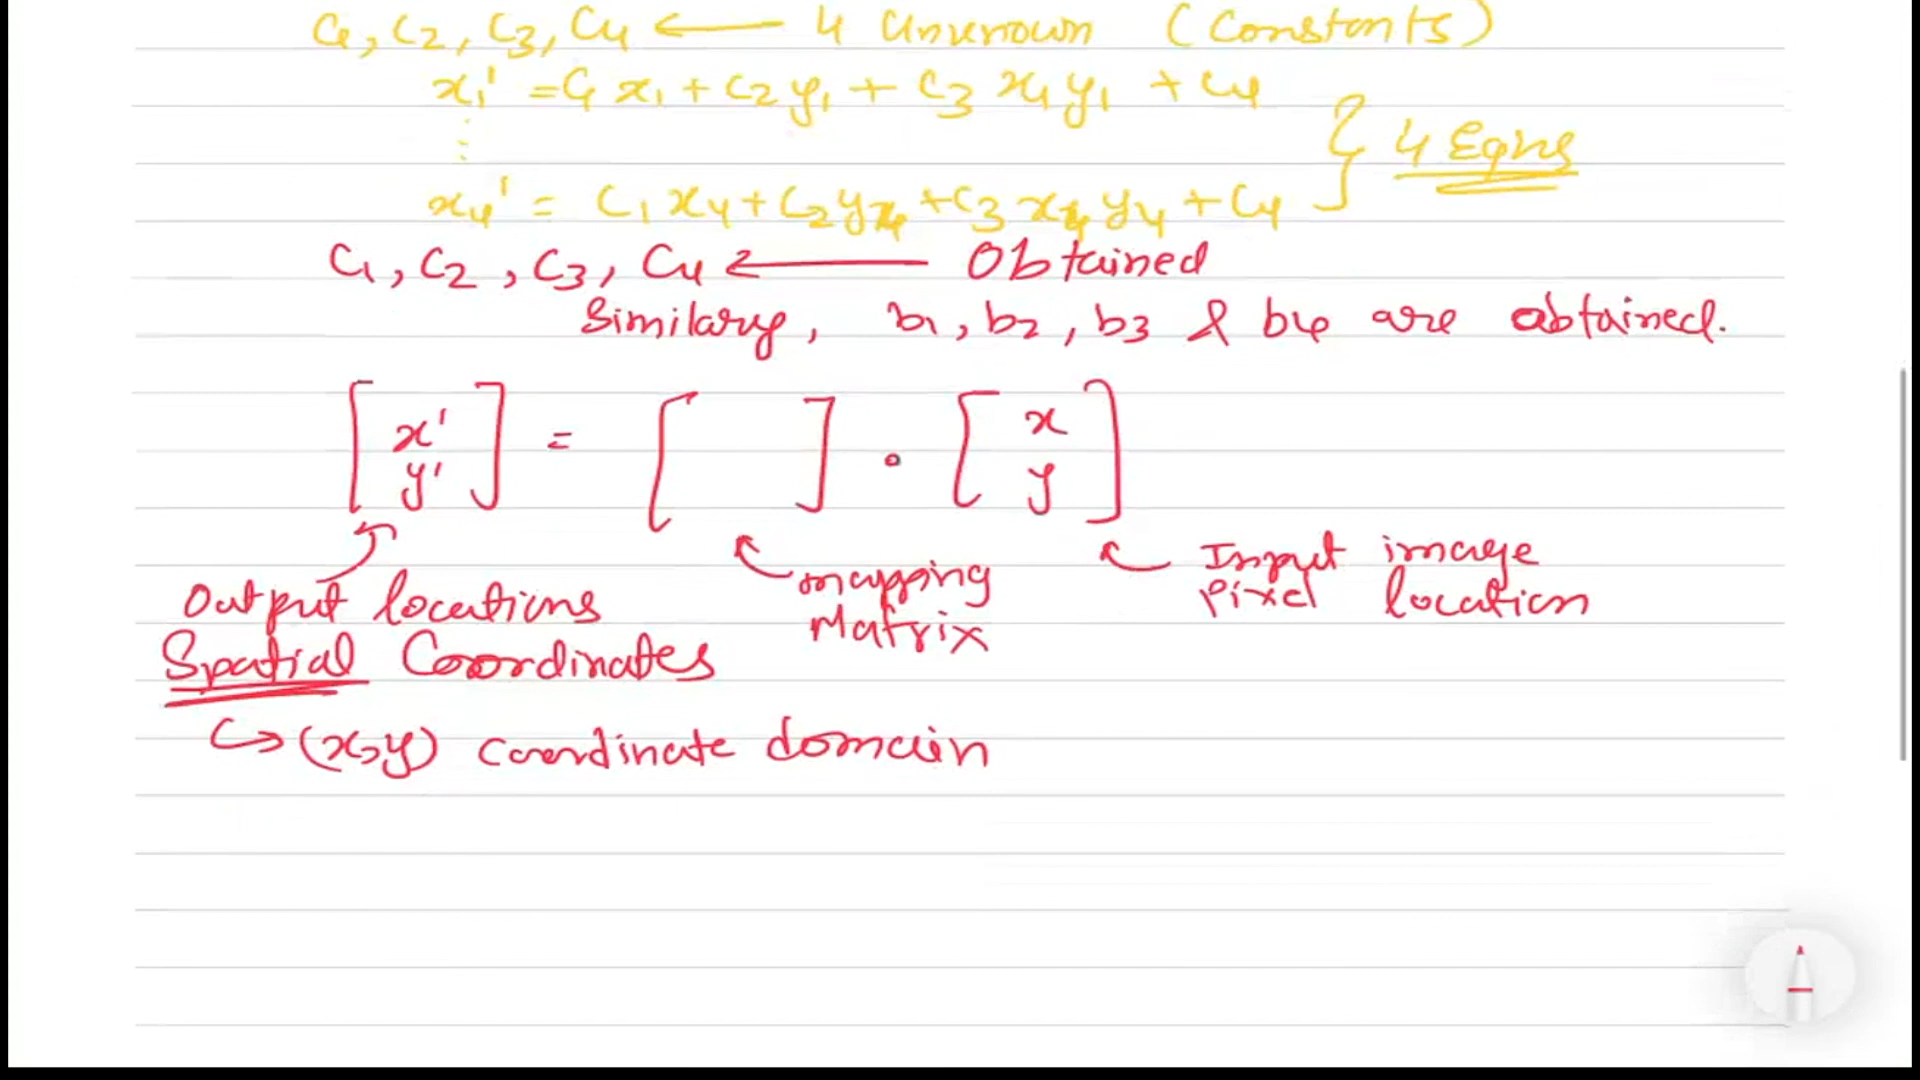 C1, C2, C3, C4 ← 4 Unknown (Constants)
x1' = C1 x1 + C2 y1 + C3 x1 y1 + C4
⋮
x4' = C1 x4 + C2 y4 + C3 x4 y4 + C4 } 4 Eqns
C1, C2, C3, C4 ← Obtained
Similary, b1, b2, b3 & b4 are obtained.
[x' y'] = [ ] . [x y]
Output locations
mapping Matrix
Input image Pixel location
Spatial Coordinates
↪ (x,y) coordinate domain